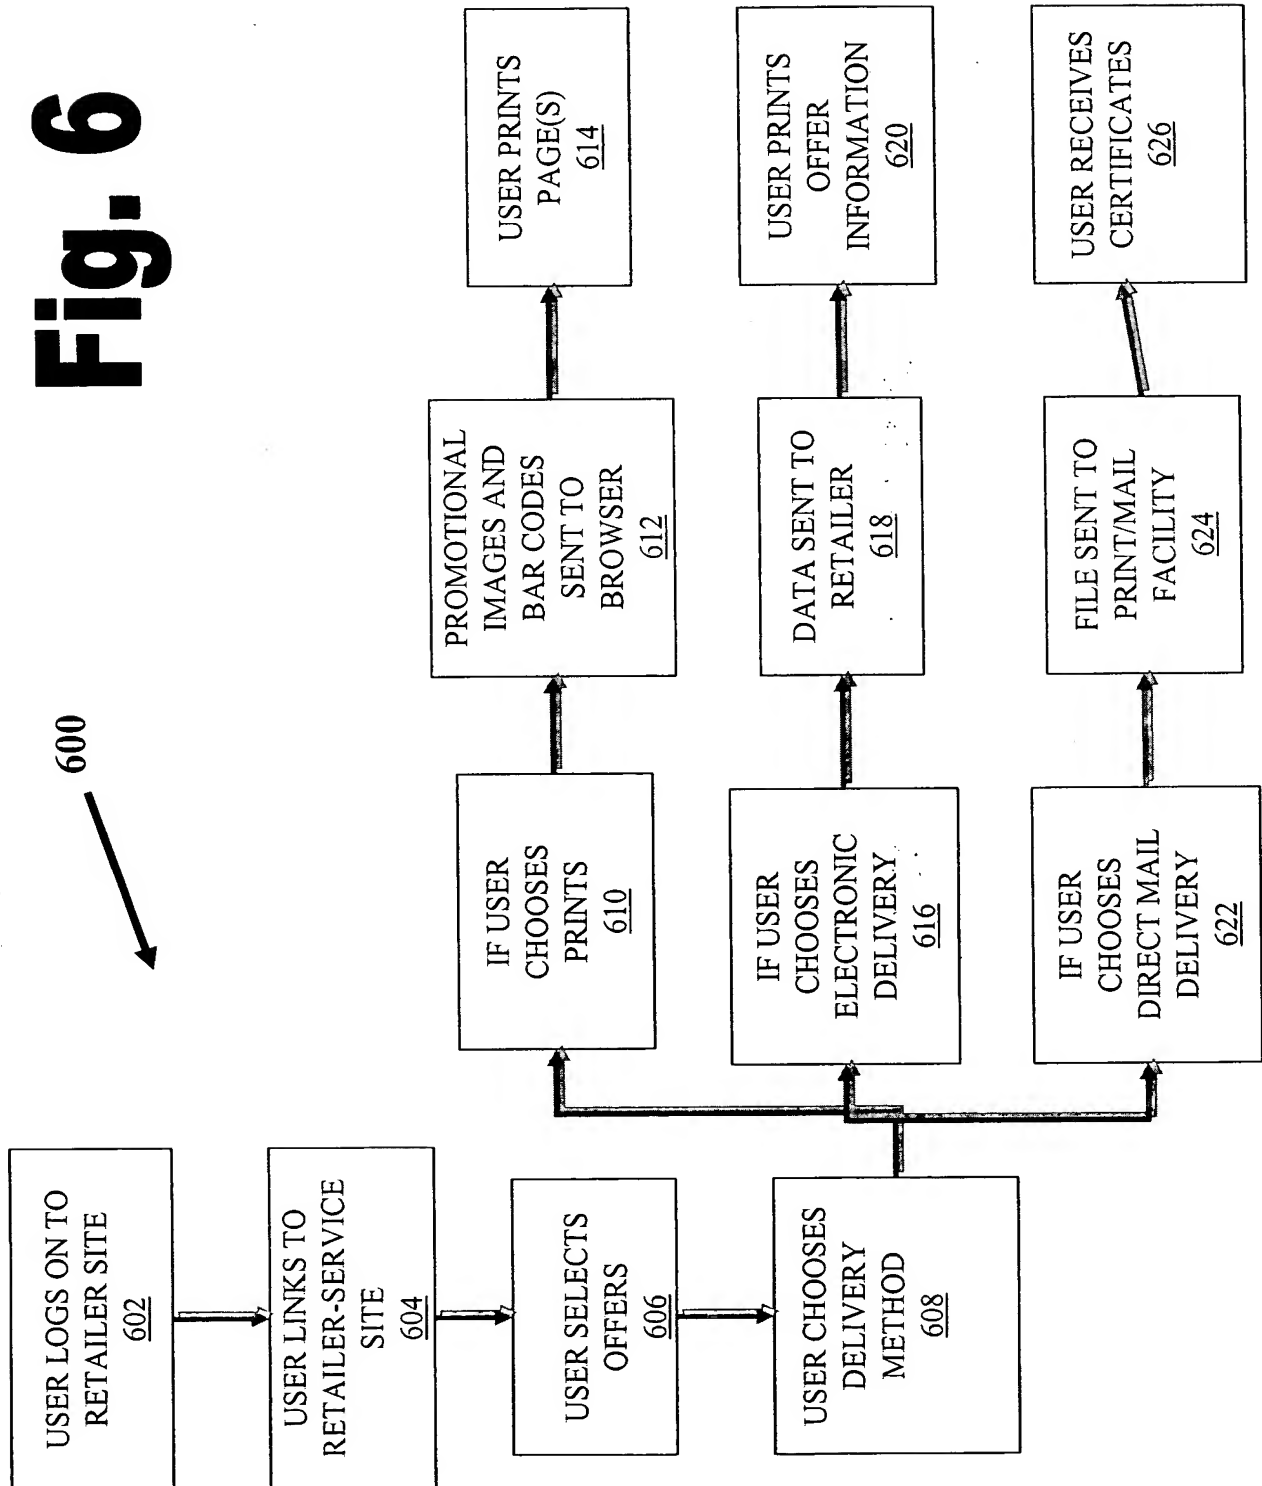 Fig. 6
600
USER LOGS ON TO
RETAILER SITE
602
USER LINKS TO
RETAILER-SERVICE
SITE
604
USER SELECTS
OFFERS
606
USER CHOOSES
DELIVERY
METHOD
608
IF USER
CHOOSES
PRINTS
610
PROMOTIONAL
IMAGES AND
BAR CODES
SENT TO
BROWSER
612
USER PRINTS
PAGE(S)
614
IF USER
CHOOSES
ELECTRONIC
DELIVERY
616
DATA SENT TO
RETAILER
618
USER PRINTS
OFFER
INFORMATION
620
IF USER
CHOOSES
DIRECT MAIL
DELIVERY
622
FILE SENT TO
PRINT/MAIL
FACILITY
624
USER RECEIVES
CERTIFICATES
626